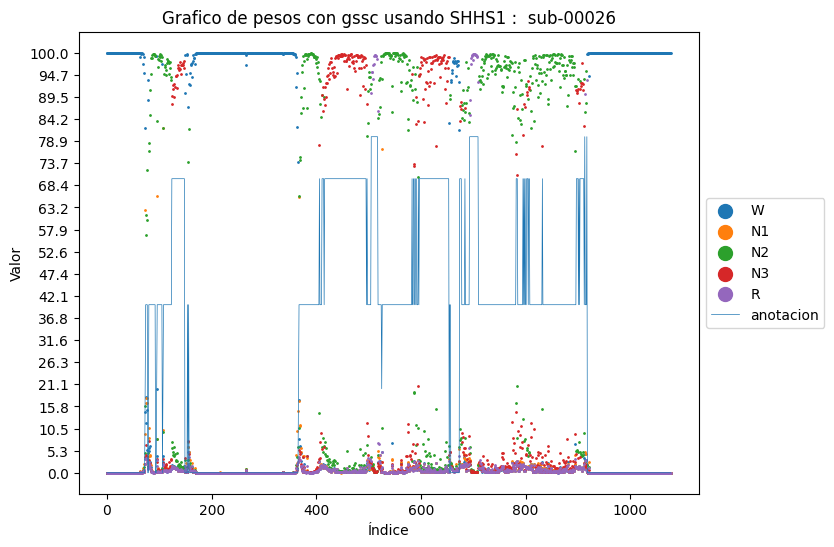 Grafico de pesos con gssc usando SHHS1 :  sub-00026
100.0
94.7
89.5
84.2
78.9
73.7
68.4
63.2
57.9
52.6
47.4
42.1
36.8
31.6
26.3
21.1
15.8
10.5
5.3
0.0
Valor
0
200
400
600
800
1000
Índice
W
N1
N2
N3
R
anotacion